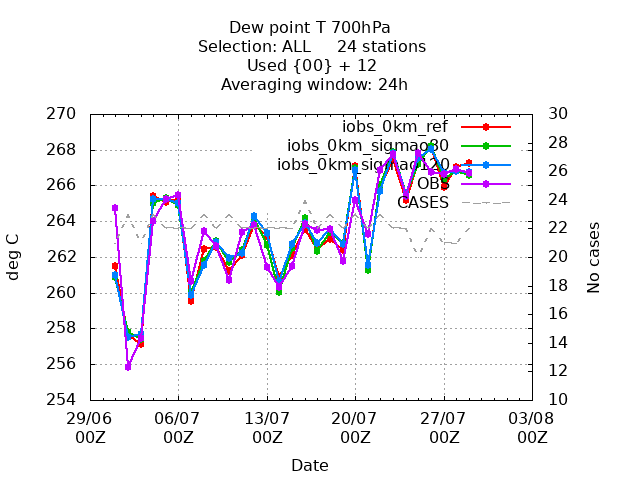 Dew point T 700hPa
Selection: ALL 24 stations
Used {00} + 12
Averaging window: 24h
270
268
266
264
262
260
258
256
254
deg C
30
28
26
24
22
20
18
16
14
12
10
No cases
iobs_0km_ref
iobs_0km_sigmao80
iobs_0km_sigmao120
OBS
CASES
29/06 06/07 13/07 20/07 27/07 03/08
00Z 00Z 00Z 00Z 00Z 00Z
Date